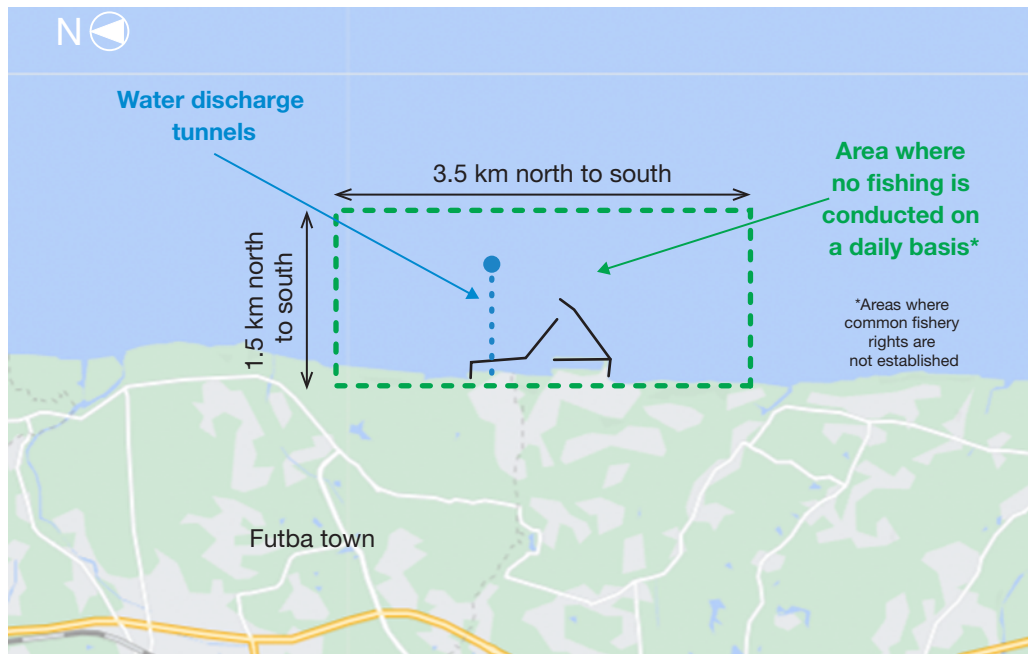 N
Water discharge
tunnels
3.5 km north to south
Area where
no fishing is
conducted on
a daily basis*
1.5 km north
to south
*Areas where
common fishery
rights are
not established
Futba town